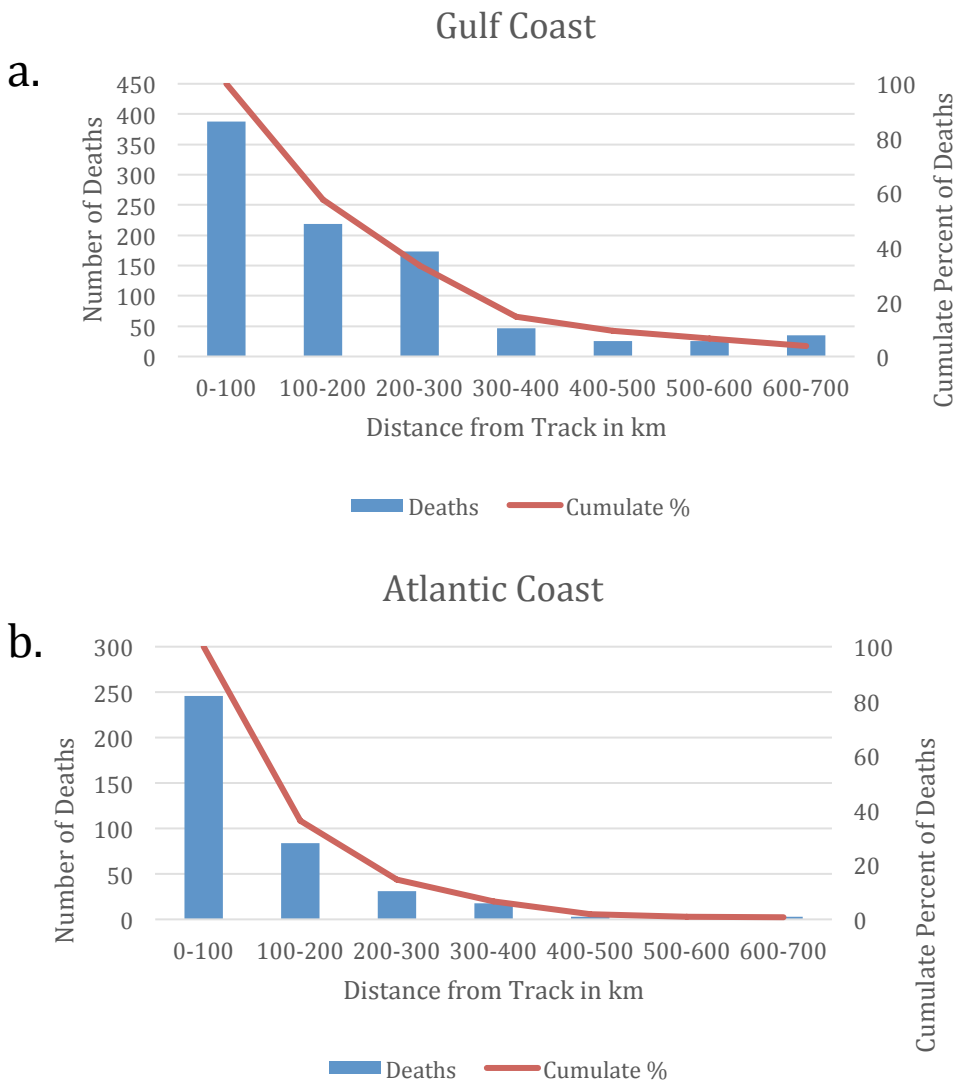 Gulf Coast
a.
450
400
350
300
250
200
150
100
50
0
Number of Deaths
100
80
60
40
20
0
Cumulate Percent of Deaths
0-100 100-200 200-300 300-400 400-500 500-600 600-700
Distance from Track in km
Deaths Cumulate %
Atlantic Coast
b.
300
250
200
150
100
50
0
Number of Deaths
100
80
60
40
20
0
Cumulate Percent of Deaths
0-100 100-200 200-300 300-400 400-500 500-600 600-700
Distance from Track in km
Deaths Cumulate %